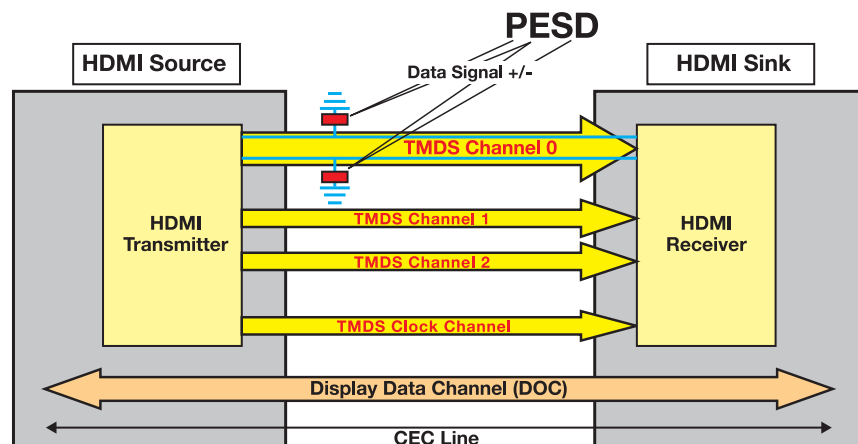 PESD
HDMI Source
HDMI Sink
Data Signal +/-
TMDS Channel 0
HDMI
Transmitter
TMDS Channel 1
HDMI
Receiver
TMDS Channel 2
TMDS Clock Channel
Display Data Channel (DOC)
CEC Line